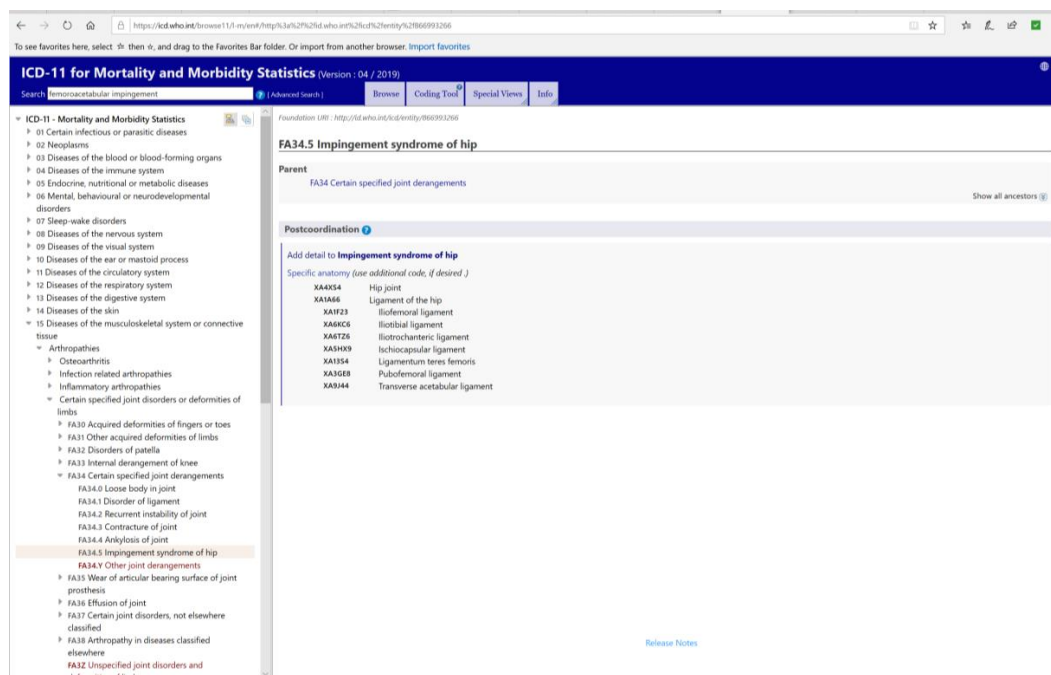 https://icd.who.int/browse11/l-m/en#/http%3a%2f%2fid.who.int%2ficd%2fentity%2f866993266
To see favorites here, select ☆ then ☆, and drag to the Favorites Bar folder. Or import from another browser. Import favorites
ICD-11 for Mortality and Morbidity Statistics (Version : 04 / 2019)
Search femoroacetabular impingement ? [ Advanced Search ] Browse Coding Tool Special Views Info
ICD-11 - Mortality and Morbidity Statistics
01 Certain infectious or parasitic diseases
02 Neoplasms
03 Diseases of the blood or blood-forming organs
04 Diseases of the immune system
05 Endocrine, nutritional or metabolic diseases
06 Mental, behavioural or neurodevelopmental
disorders
07 Sleep-wake disorders
08 Diseases of the nervous system
09 Diseases of the visual system
10 Diseases of the ear or mastoid process
11 Diseases of the circulatory system
12 Diseases of the respiratory system
13 Diseases of the digestive system
14 Diseases of the skin
15 Diseases of the musculoskeletal system or connective
tissue
Arthropathies
Osteoarthritis
Infection related arthropathies
Inflammatory arthropathies
Certain specified joint disorders or deformities of
limbs
FA30 Acquired deformities of fingers or toes
FA31 Other acquired deformities of limbs
FA32 Disorders of patella
FA33 Internal derangement of knee
FA34 Certain specified joint derangements
FA34.0 Loose body in joint
FA34.1 Disorder of ligament
FA34.2 Recurrent instability of joint
FA34.3 Contracture of joint
FA34.4 Ankylosis of joint
FA34.5 Impingement syndrome of hip
FA34.Y Other joint derangements
FA35 Wear of articular bearing surface of joint
prosthesis
FA36 Effusion of joint
FA37 Certain joint disorders, not elsewhere
classified
FA38 Arthropathy in diseases classified
elsewhere
FA3Z Unspecified joint disorders and
Foundation URI : http://id.who.int/icd/entity/866993266
FA34.5 Impingement syndrome of hip
Parent
FA34 Certain specified joint derangements
Show all ancestors
Postcoordination ?
Add detail to Impingement syndrome of hip
Specific anatomy (use additional code, if desired .)
XA4XS4 Hip joint
XA1A66 Ligament of the hip
XA1F23 Iliofemoral ligament
XA6KC6 Iliotibial ligament
XA6TZ6 Iliotrochanteric ligament
XA5HX9 Ischiocapsular ligament
XA13S4 Ligamentum teres femoris
XA3GE8 Pubofemoral ligament
XA9J44 Transverse acetabular ligament
Release Notes